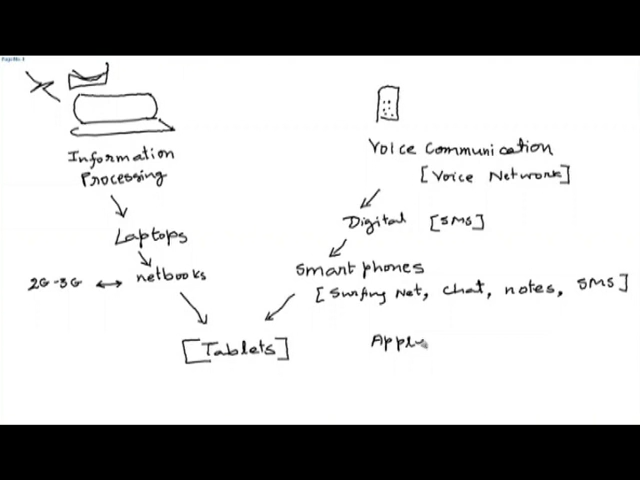 Information
Processing
Laptops
2G-3G
netbooks
Voice Communication
[Voice Network]
Digital [SMS]
Smart phones
[Surfing Net, chat, notes, SMS]
[Tablets]
Apple